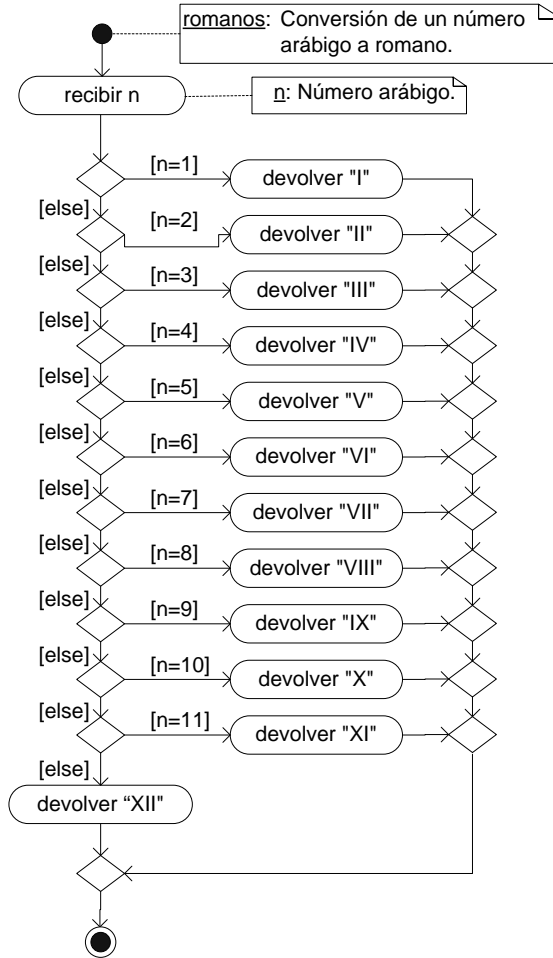 romanos: Conversión de un número
arábigo a romano.
recibir n
n: Número arábigo.
[n=1]
devolver "I"
[else]
[n=2]
devolver "II"
[else]
[n=3]
devolver "III"
[else]
[n=4]
devolver "IV"
[else]
[n=5]
devolver "V"
[else]
[n=6]
devolver "VI"
[else]
[n=7]
devolver "VII"
[else]
[n=8]
devolver "VIII"
[else]
[n=9]
devolver "IX"
[else]
[n=10]
devolver "X"
[else]
[n=11]
devolver "XI"
[else]
devolver “XII"